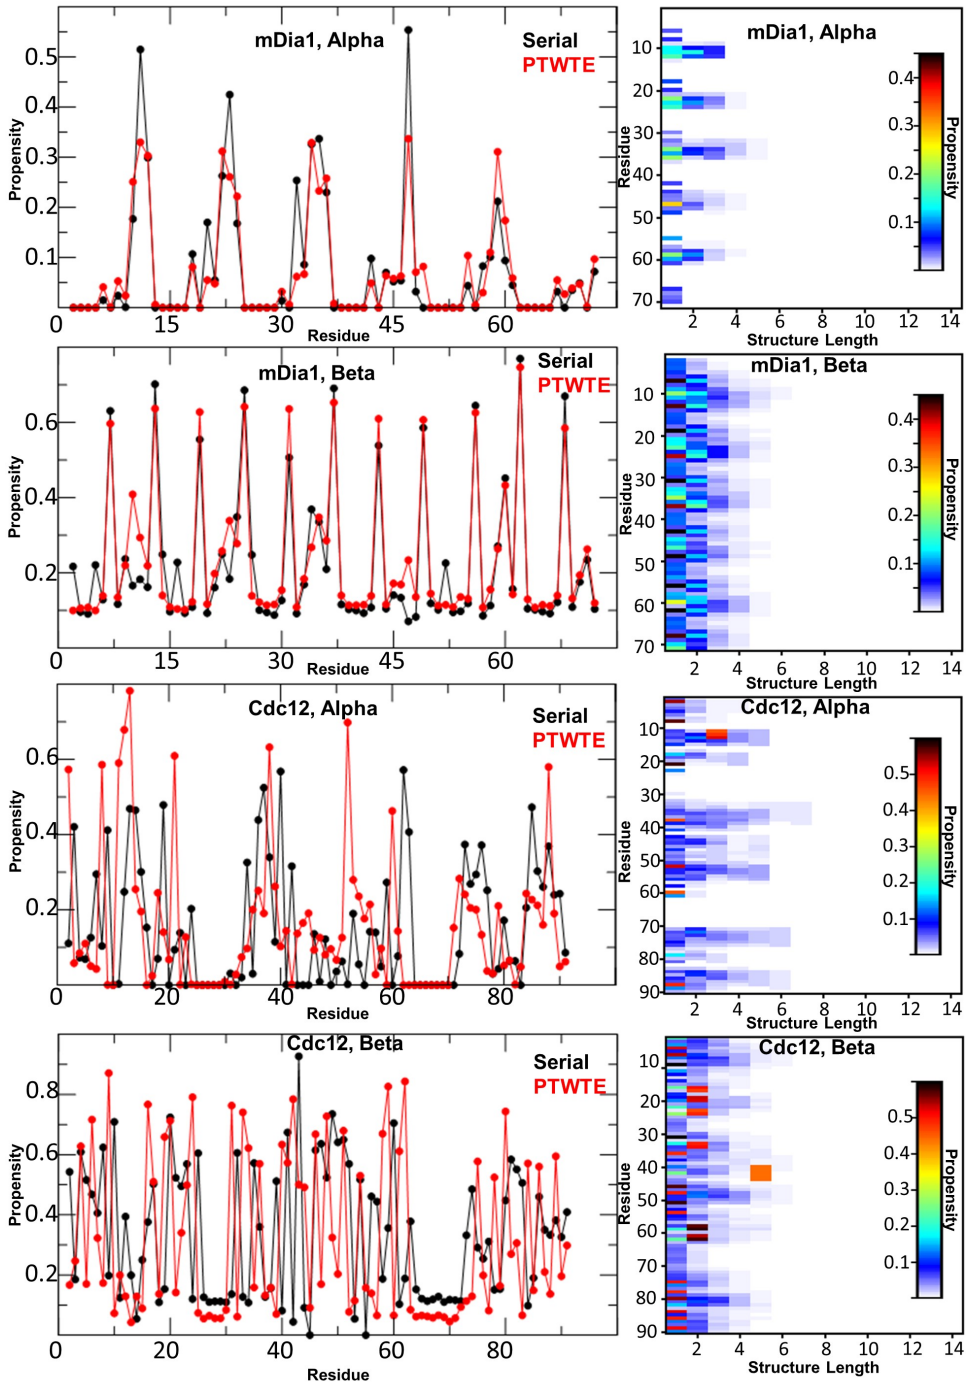 mDia1, Alpha
Serial
PTWTE
Propensity
0.5
0.4
0.3
0.2
0.1
0 15 30 45 60
Residue
mDia1, Alpha
Residue
10
20
30
40
50
60
70
0.4
0.3
0.2
0.1
Propensity
2 4 6 8 10 12 14
Structure Length
mDia1, Beta
Serial
PTWTE
Propensity
0.6
0.4
0.2
0 15 30 45 60
Residue
mDia1, Beta
Residue
10
20
30
40
50
60
70
0.4
0.3
0.2
0.1
Propensity
2 4 6 8 10 12 14
Structure Length
Cdc12, Alpha
Serial
PTWTE
Propensity
0.6
0.4
0.2
0 20 40 60 80
Residue
Cdc12, Alpha
Residue
10
20
30
40
50
60
70
80
90
0.5
0.4
0.3
0.2
0.1
Propensity
2 4 6 8 10 12 14
Structure Length
Cdc12, Beta
Serial
PTWTE
Propensity
0.8
0.6
0.4
0.2
0 20 40 60 80
Residue
Cdc12, Beta
Residue
10
20
30
40
50
60
70
80
90
0.5
0.4
0.3
0.2
0.1
Propensity
2 4 6 8 10 12 14
Structure Length